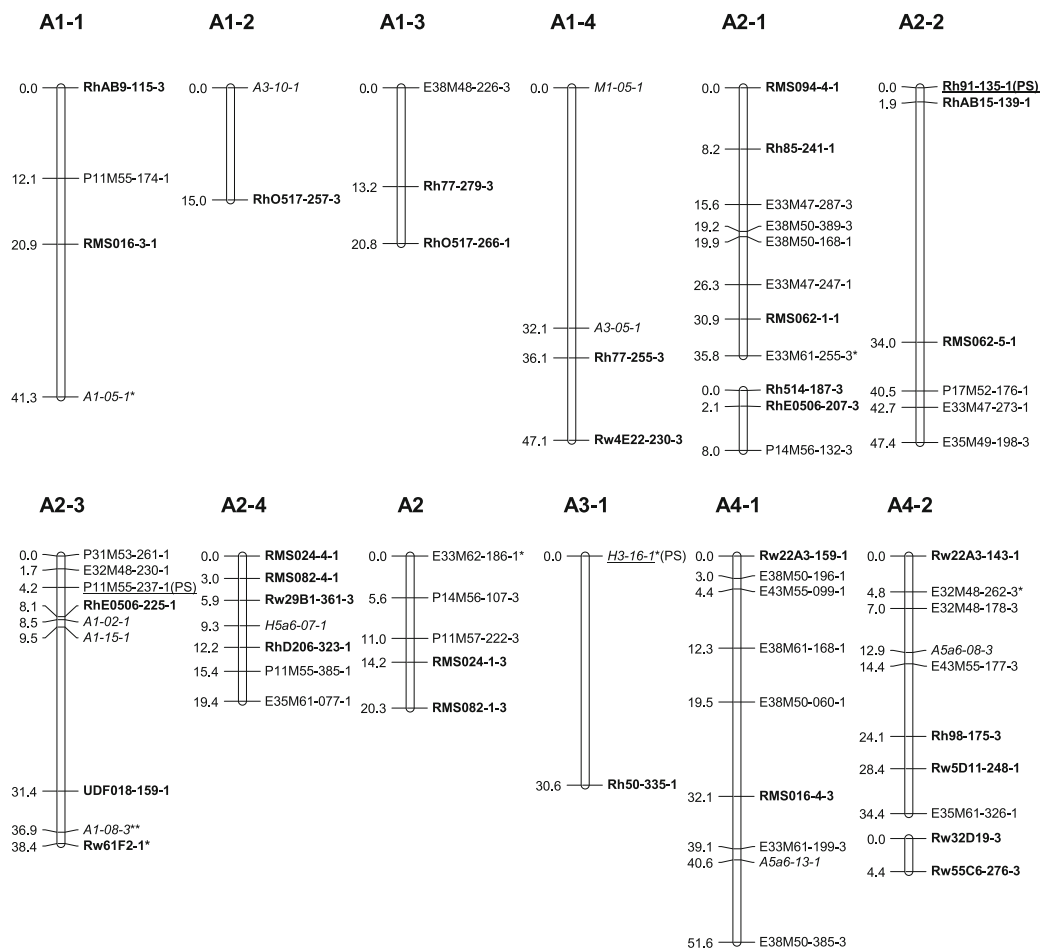 A1-1
0.0 RhAB9-115-3
12.1 P11M55-174-1
20.9 RMS016-3-1
41.3 A1-05-1*
A1-2
0.0 A3-10-1
15.0 RhO517-257-3
A1-3
0.0 E38M48-226-3
13.2 Rh77-279-3
20.8 RhO517-266-1
A1-4
0.0 M1-05-1
32.1 A3-05-1
36.1 Rh77-255-3
47.1 Rw4E22-230-3
A2-1
0.0 RMS094-4-1
8.2 Rh85-241-1
15.6 E33M47-287-3
19.2 E38M50-389-3
19.9 E38M50-168-1
26.3 E33M47-247-1
30.9 RMS062-1-1
35.8 E33M61-255-3*
0.0 Rh514-187-3
2.1 RhE0506-207-3
8.0 P14M56-132-3
A2-2
0.0 Rh91-135-1(PS)
1.9 RhAB15-139-1
34.0 RMS062-5-1
40.5 P17M52-176-1
42.7 E33M47-273-1
47.4 E35M49-198-3
A2-3
0.0 P31M53-261-1
1.7 E32M48-230-1
4.2 P11M55-237-1(PS)
8.1 RhE0506-225-1
8.5 A1-02-1
9.5 A1-15-1
31.4 UDF018-159-1
36.9 A1-08-3**
38.4 Rw61F2-1*
A2-4
0.0 RMS024-4-1
3.0 RMS082-4-1
5.9 Rw29B1-361-3
9.3 H5a6-07-1
12.2 RhD206-323-1
15.4 P11M55-385-1
19.4 E35M61-077-1
A2
0.0 E33M62-186-1*
5.6 P14M56-107-3
11.0 P11M57-222-3
14.2 RMS024-1-3
20.3 RMS082-1-3
A3-1
0.0 H3-16-1*(PS)
30.6 Rh50-335-1
A4-1
0.0 Rw22A3-159-1
3.0 E38M50-196-1
4.4 E43M55-099-1
12.3 E38M61-168-1
19.5 E38M50-060-1
32.1 RMS016-4-3
39.1 E33M61-199-3
40.6 A5a6-13-1
51.6 E38M50-385-3
A4-2
0.0 Rw22A3-143-1
4.8 E32M48-262-3*
7.0 E32M48-178-3
12.9 A5a6-08-3
14.4 E43M55-177-3
24.1 Rh98-175-3
28.4 Rw5D11-248-1
34.4 E35M61-326-1
0.0 Rw32D19-3
4.4 Rw55C6-276-3